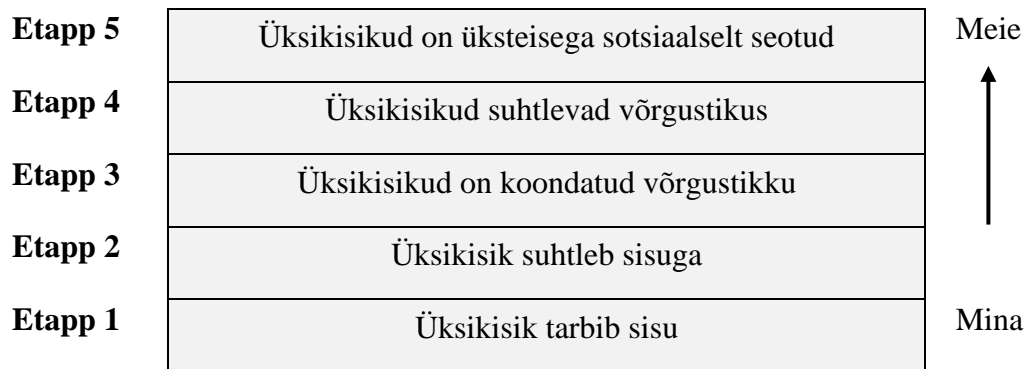 Etapp 5 Üksikisikud on üksteisega sotsiaalselt seotud Meie
Etapp 4 Üksikisikud suhtlevad võrgustikus
Etapp 3 Üksikisikud on koondatud võrgustikku
Etapp 2 Üksikisik suhtleb sisuga
Etapp 1 Üksikisik tarbib sisu Mina